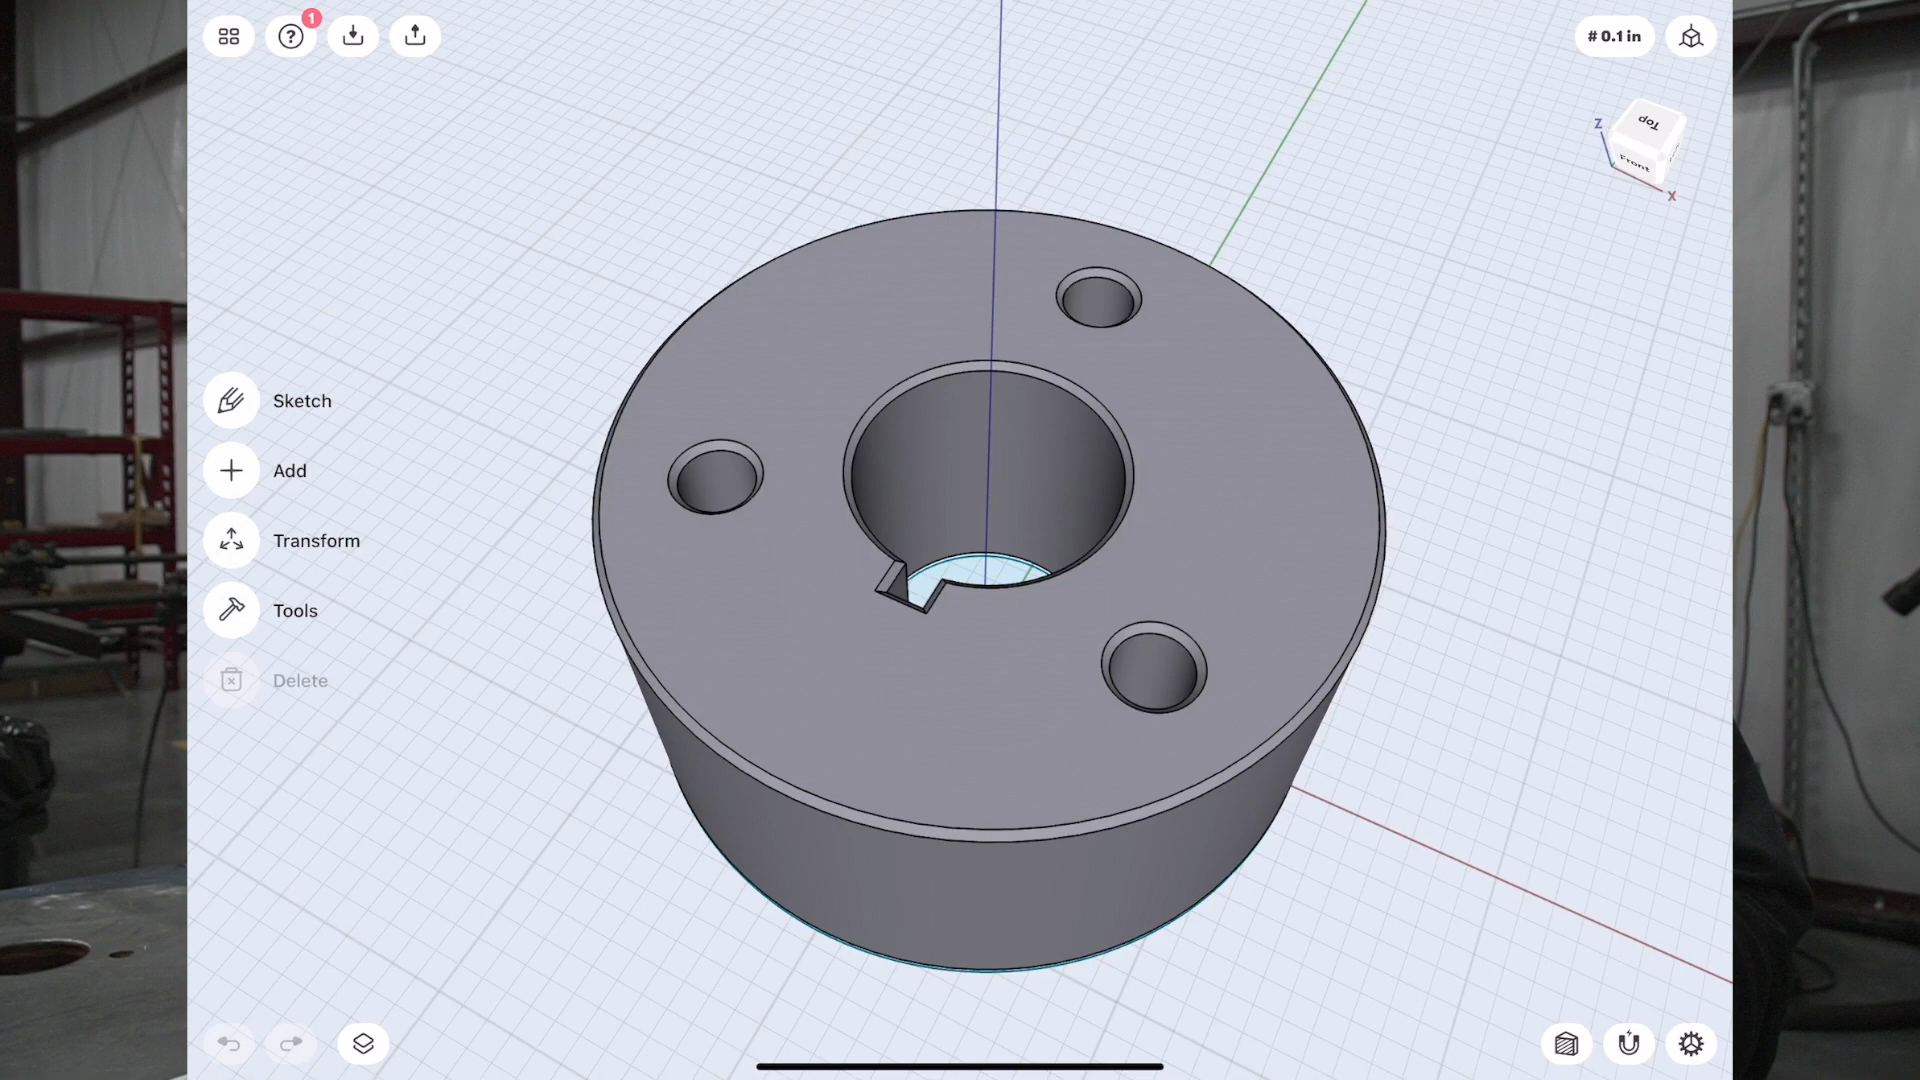 1
# 0.1 in
Top
Z
Front
X
Sketch
Add
Transform
Tools
Delete